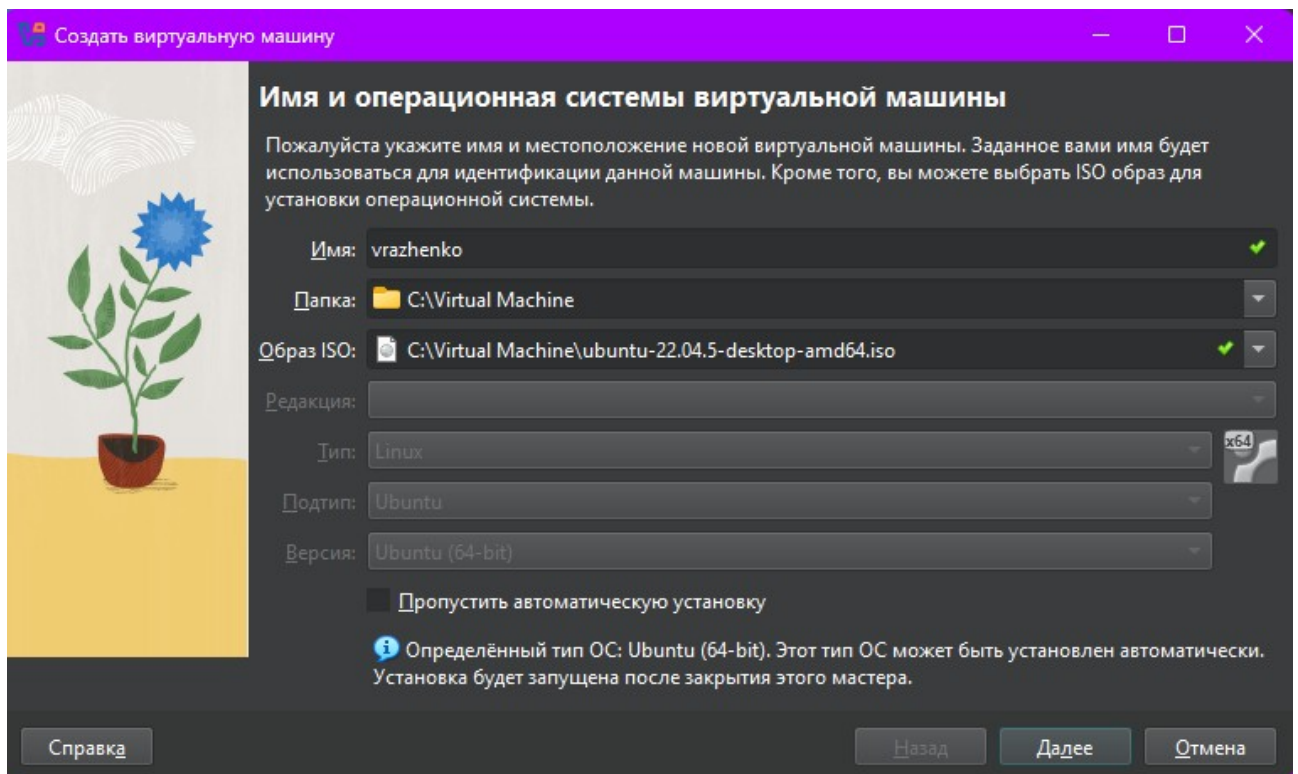 Создать виртуальную машину
Имя и операционная системы виртуальной машины
Пожалуйста укажите имя и местоположение новой виртуальной машины. Заданное вами имя будет
использоваться для идентификации данной машины. Кроме того, вы можете выбрать ISO образ для
установки операционной системы.
Имя: vrazhenko
Папка: C:\Virtual Machine
Образ ISO: C:\Virtual Machine\ubuntu-22.04.5-desktop-amd64.iso
Редакция:
Тип: Linux
x64
Подтип: Ubuntu
Версия: Ubuntu (64-bit)
Пропустить автоматическую установку
Определённый тип ОС: Ubuntu (64-bit). Этот тип ОС может быть установлен автоматически.
Установка будет запущена после закрытия этого мастера.
Справка Назад Далее Отмена